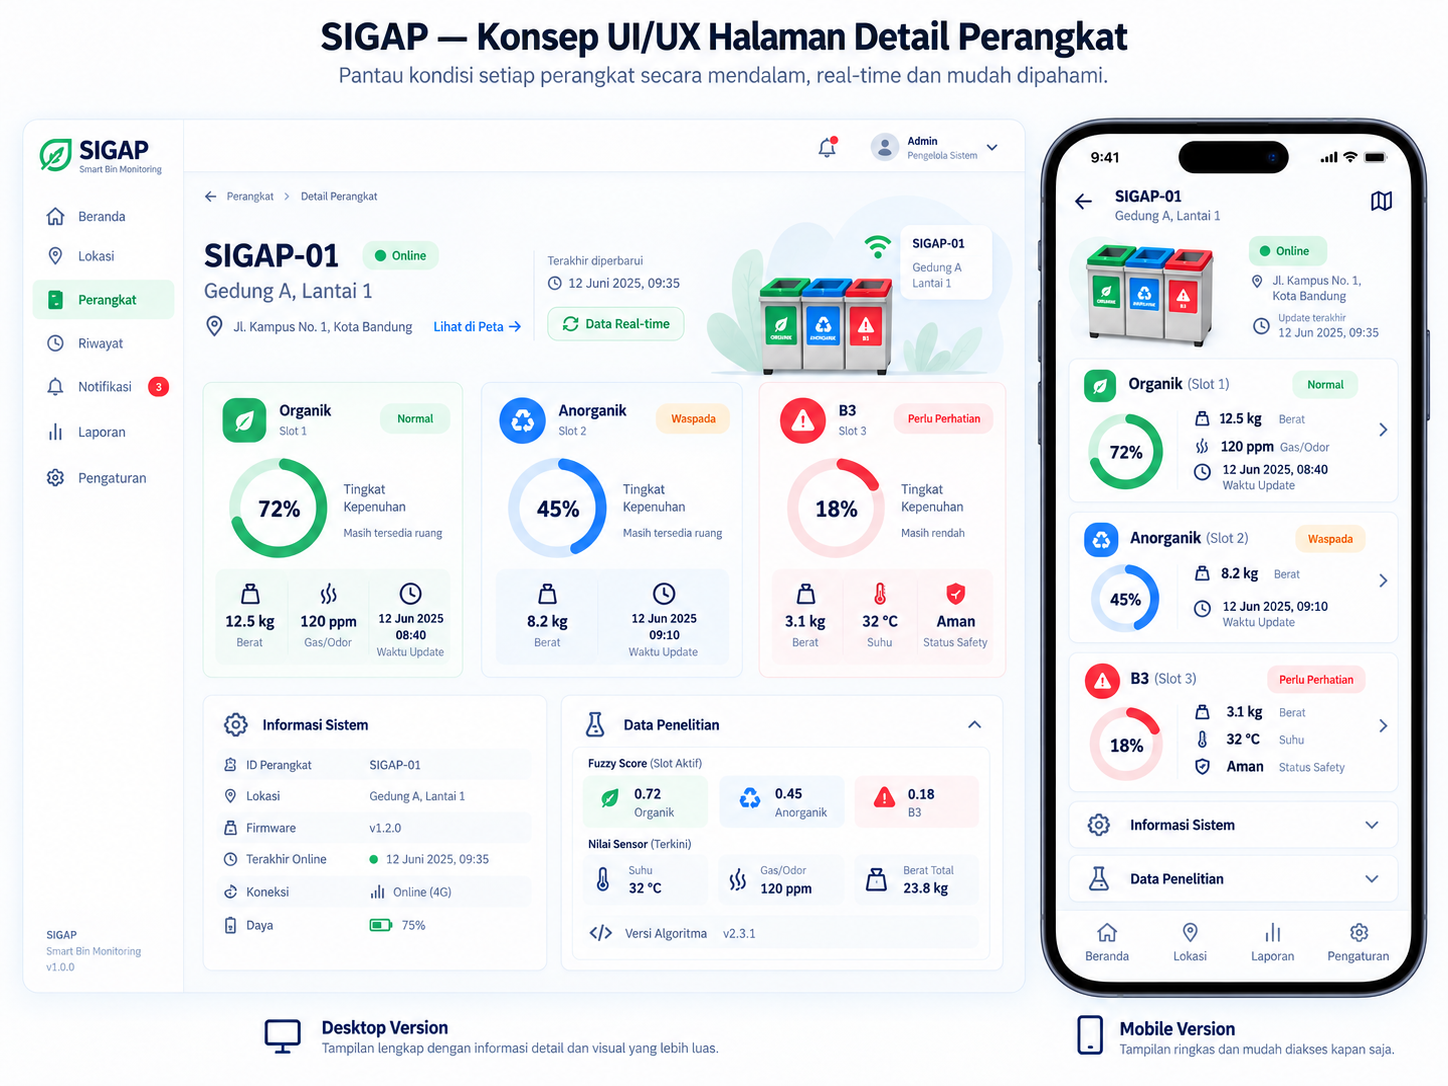 SIGAP — Konsep UI/UX Halaman Detail Perangkat
Pantau kondisi setiap perangkat secara mendalam, real-time dan mudah dipahami.
SIGAP
Smart Bin Monitoring
Beranda
Lokasi
Perangkat
Riwayat
Notifikasi 3
Laporan
Pengaturan
SIGAP
Smart Bin Monitoring
v1.0.0
Admin
Pengelola Sistem
Perangkat > Detail Perangkat
SIGAP-01 Online
Gedung A, Lantai 1
Jl. Kampus No. 1, Kota Bandung Lihat di Peta →
Terakhir diperbarui
12 Juni 2025, 09:35
Data Real-time
SIGAP-01
Gedung A
Lantai 1
ORGANIK
ANORGANIK
B3
Organik
Slot 1
Normal
72%
Tingkat
Kepenuhan
Masih tersedia ruang
12.5 kg
Berat
120 ppm
Gas/Odor
12 Jun 2025
08:40
Waktu Update
Anorganik
Slot 2
Waspada
45%
Tingkat
Kepenuhan
Masih tersedia ruang
8.2 kg
Berat
12 Jun 2025
09:10
Waktu Update
B3
Slot 3
Perlu Perhatian
18%
Tingkat
Kepenuhan
Masih rendah
3.1 kg
Berat
32 °C
Suhu
Aman
Status Safety
Informasi Sistem
ID Perangkat SIGAP-01
Lokasi Gedung A, Lantai 1
Firmware v1.2.0
Terakhir Online 12 Juni 2025, 09:35
Koneksi Online (4G)
Daya 75%
Data Penelitian
Fuzzy Score (Slot Aktif)
0.72
Organik
0.45
Anorganik
0.18
B3
Nilai Sensor (Terkini)
Suhu
32 °C
Gas/Odor
120 ppm
Berat Total
23.8 kg
</> Versi Algoritma v2.3.1
Desktop Version
Tampilan lengkap dengan informasi detail dan visual yang lebih luas.
9:41
SIGAP-01
Gedung A, Lantai 1
ORGANIK
B3
Online
Jl. Kampus No. 1,
Kota Bandung
Update terakhir
12 Jun 2025, 09:35
Organik (Slot 1) Normal
72%
12.5 kg Berat
120 ppm Gas/Odor
12 Jun 2025, 08:40
Waktu Update
Anorganik (Slot 2) Waspada
45%
8.2 kg Berat
12 Jun 2025, 09:10
Waktu Update
B3 (Slot 3) Perlu Perhatian
18%
3.1 kg Berat
32 °C Suhu
Aman Status Safety
Informasi Sistem
Data Penelitian
Beranda
Lokasi
Laporan
Pengaturan
Mobile Version
Tampilan ringkas dan mudah diakses kapan saja.